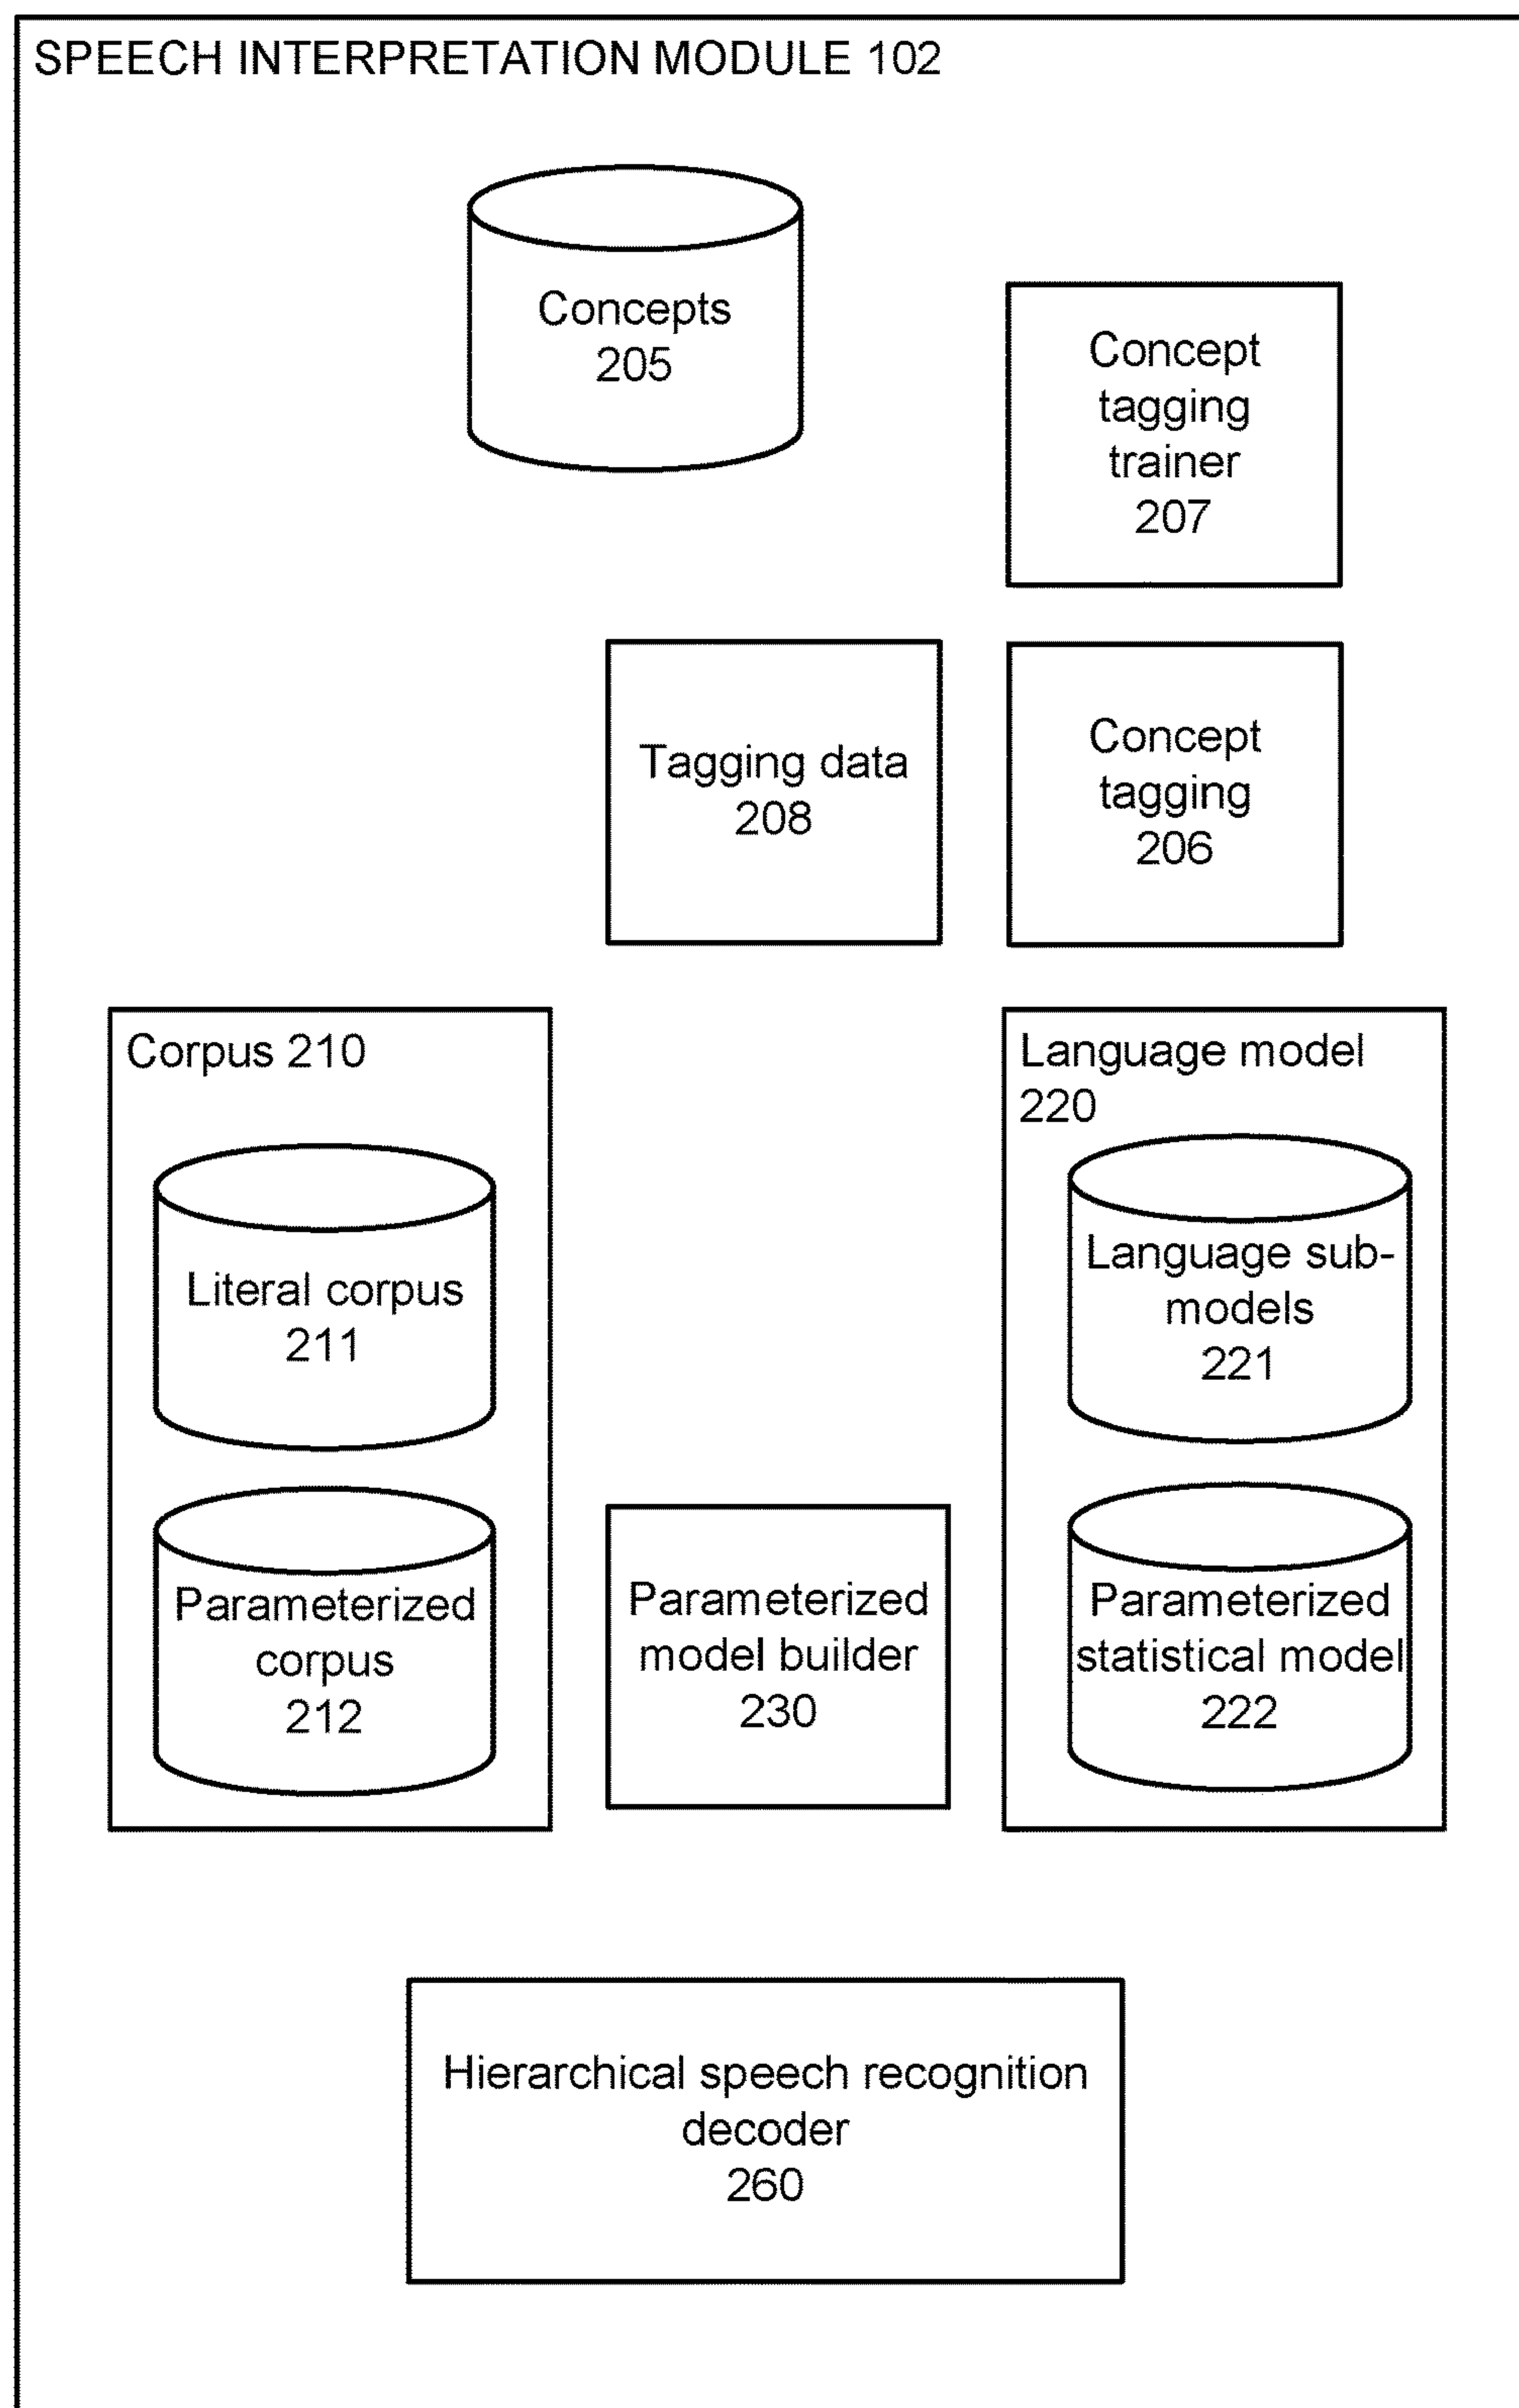 SPEECH INTERPRETATION MODULE 102
Concepts
205
Concept
tagging
trainer
207
Tagging data
208
Concept
tagging
206
Corpus 210
Literal corpus
211
Parameterized
corpus
212
Parameterized
model builder
230
Language model
220
Language sub-
models
221
Parameterized
statistical model
222
Hierarchical speech recognition
decoder
260